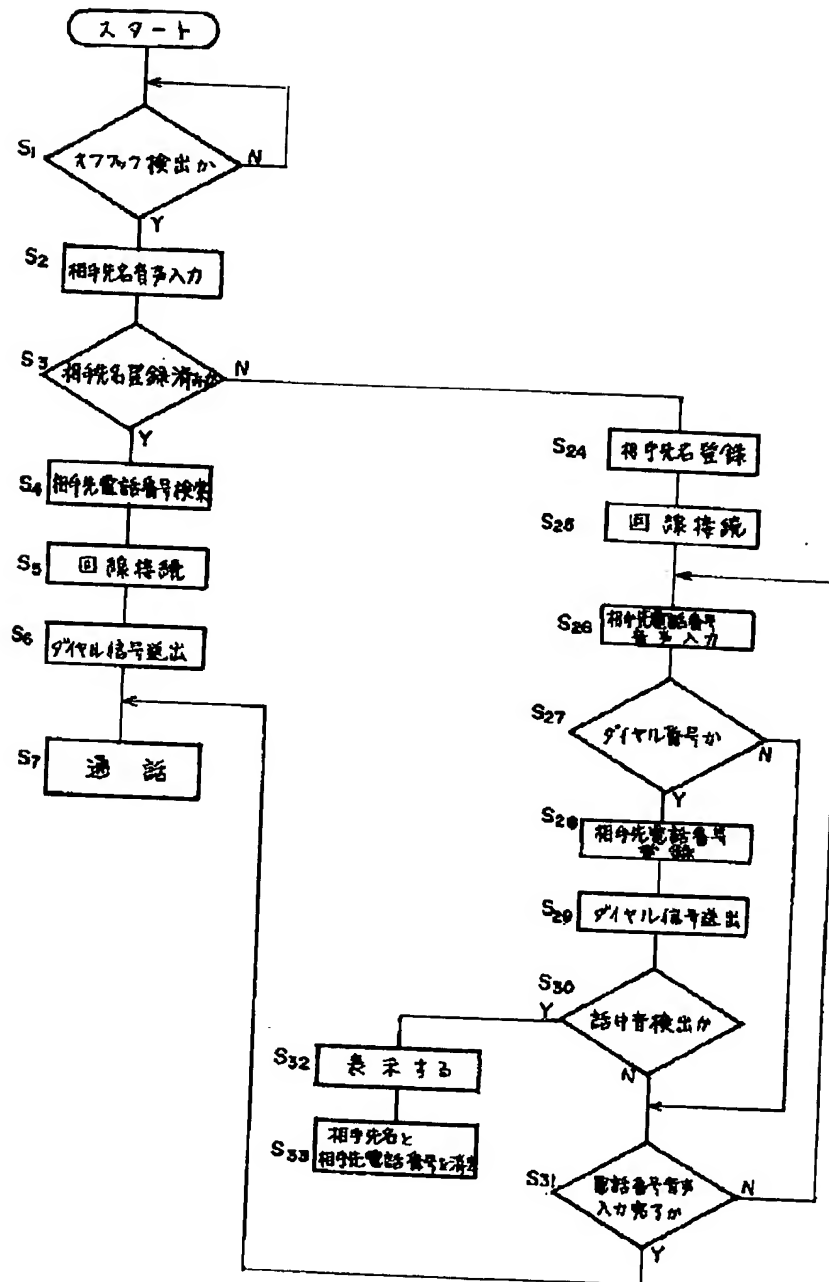 スタート
S1
オフフック検出か
N
Y
S2
相手先名音声入力
S3
相手先名登録済みか
N
Y
S4
相手先電話番号検索
S5
回線接続
S6
ダイヤル信号送出
S7
通話
S24
相手先名登録
S25
回線接続
S26
相手先電話番号
音声入力
S27
ダイヤル番号か
N
Y
S28
相手先電話番号
登録
S29
ダイヤル信号送出
S30
Y
話中音検出か
N
S32
表示する
S33
相手先名と
相手先電話番号を消去
S31
電話番号音声
入力完了か
N
Y